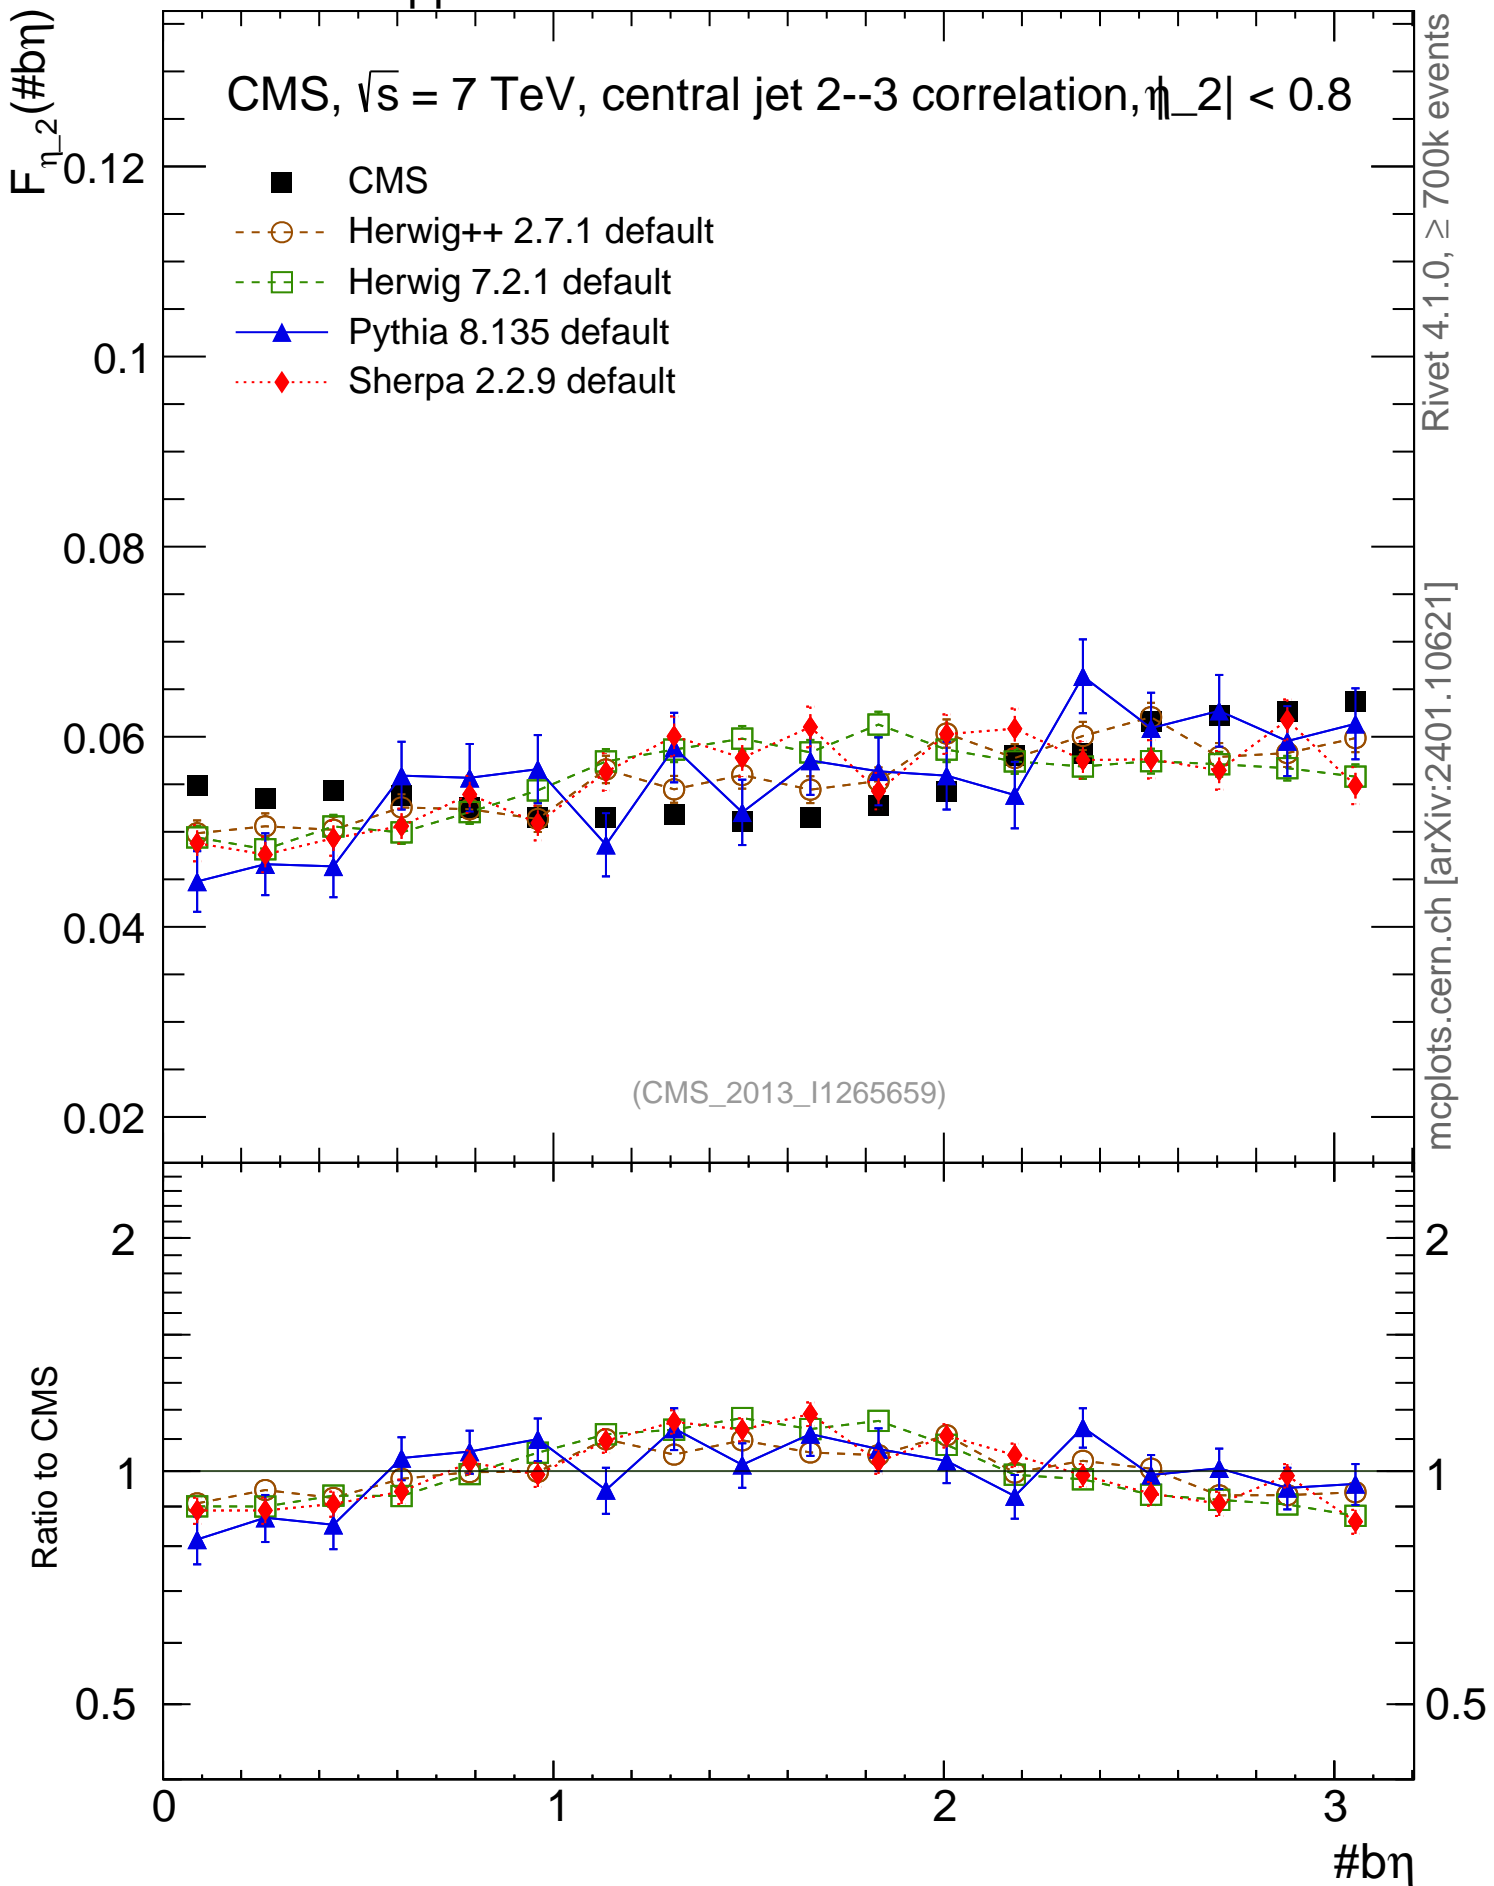 CMS, √s = 7 TeV, central jet 2--3 correlation, |η_2| < 0.8
F η_2 (#bη)
CMS
Herwig++ 2.7.1 default
Herwig 7.2.1 default
Pythia 8.135 default
Sherpa 2.2.9 default
0.12
0.1
0.08
0.06
0.04
0.02
(CMS_2013_I1265659)
Rivet 4.1.0, ≥ 700k events
mcplots.cern.ch [arXiv:2401.10621]
Ratio to CMS
2
1
0.5
2
1
0.5
0
1
2
3
#bη